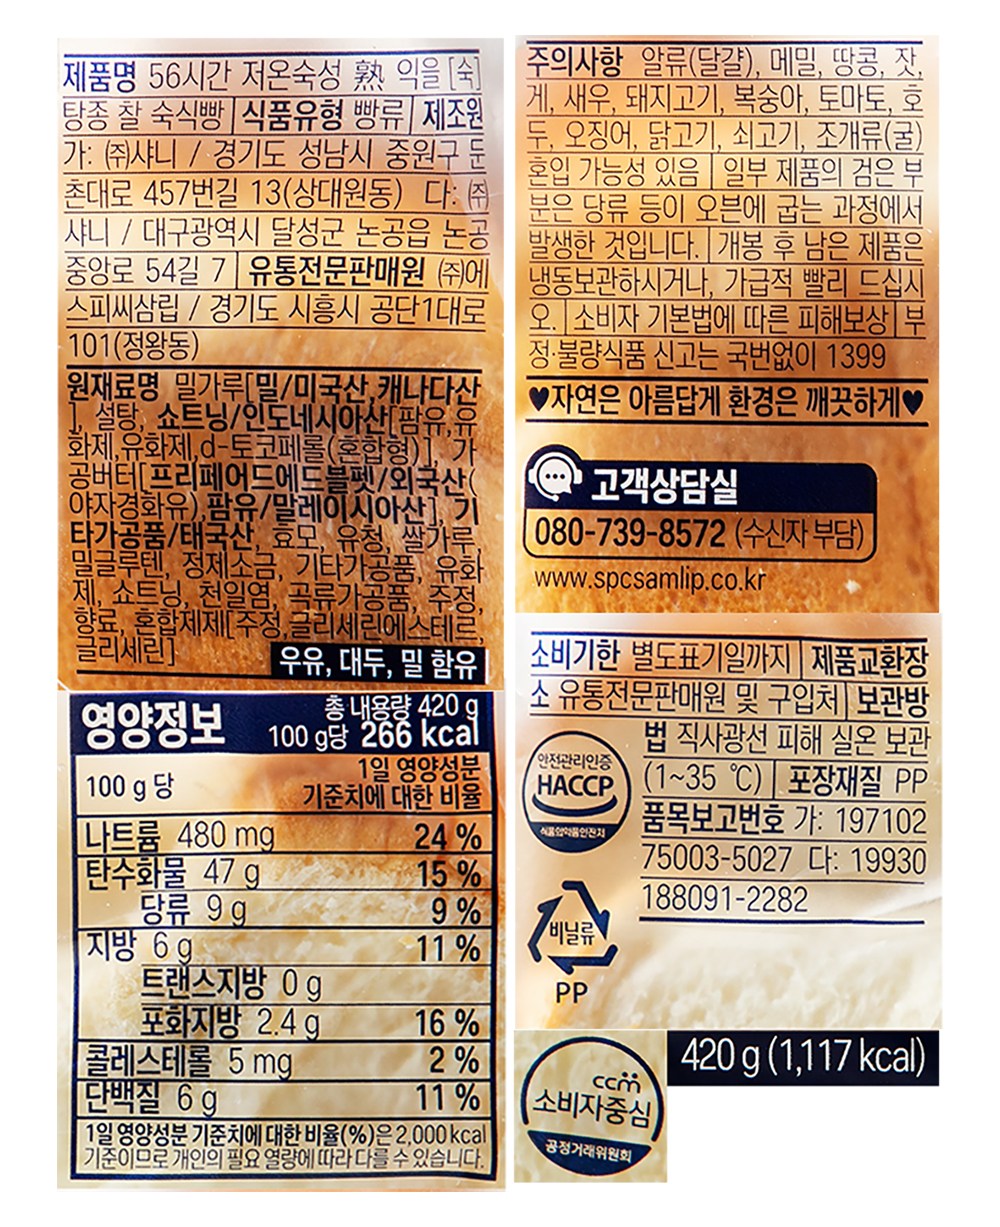 제품명 56시간 저온숙성 熟 익을 [숙]
탕종 찰 숙식빵 | 식품유형 빵류 | 제조원
가: ㈜샤니 / 경기도 성남시 중원구 둔
촌대로 457번길 13(상대원동) 다: ㈜
샤니 / 대구광역시 달성군 논공읍 논공
중앙로 54길 7 | 유통전문판매원 ㈜에
스피씨삼립 / 경기도 시흥시 공단1대로
101(정왕동)
원재료명 밀가루[밀/미국산,캐나다산
], 설탕, 쇼트닝/인도네시아산[팜유,유
화제,유화제,d-토코페롤(혼합형)], 가
공버터[프리페어드에드블펫/외국산(
야자경화유) 팜유/말레이시아산], 기
타가공품/태국산, 효모, 유청, 쌀가루,
밀글루텐, 정제소금, 기타가공품, 유화
제, 쇼트닝, 천일염, 곡류가공품, 주정,
향료, 혼합제제[주정,글리세린에스테르,
글리세린]
우유, 대두, 밀 함유
영양정보
총 내용량 420 g
100 g당 266 kcal
100 g 당
1일 영양성분
기준치에 대한 비율
나트륨 480 mg 24 %
탄수화물 47 g 15 %
당류 9 g 9 %
지방 6 g 11 %
트랜스지방 0 g
포화지방 2.4 g 16 %
콜레스테롤 5 mg 2 %
단백질 6 g 11 %
1일 영양성분 기준치에 대한 비율(%)은 2,000 kcal
기준이므로 개인의 필요 열량에 따라 다를 수 있습니다.
주의사항 알류(달걀), 메밀, 땅콩, 잣,
게, 새우, 돼지고기, 복숭아, 토마토, 호
두, 오징어, 닭고기, 쇠고기, 조개류(굴)
혼입 가능성 있음 | 일부 제품의 검은 부
분은 당류 등이 오븐에 굽는 과정에서
발생한 것입니다. | 개봉 후 남은 제품은
냉동보관하시거나, 가급적 빨리 드십시
오. | 소비자 기본법에 따른 피해보상 | 부
정·불량식품 신고는 국번없이 1399
♥자연은 아름답게 환경은 깨끗하게♥
고객상담실
080-739-8572 (수신자 부담)
www.spcsamlip.co.kr
소비기한 별도표기일까지 | 제품교환장
소 유통전문판매원 및 구입처 | 보관방
법 직사광선 피해 실온 보관
(1~35 ℃) | 포장재질 PP
품목보고번호 가: 197102
75003-5027 다: 19930
188091-2282
안전관리인증
HACCP
식품의약품안전처
비닐류
PP
420 g (1,117 kcal)
ccm
소비자중심
공정거래위원회